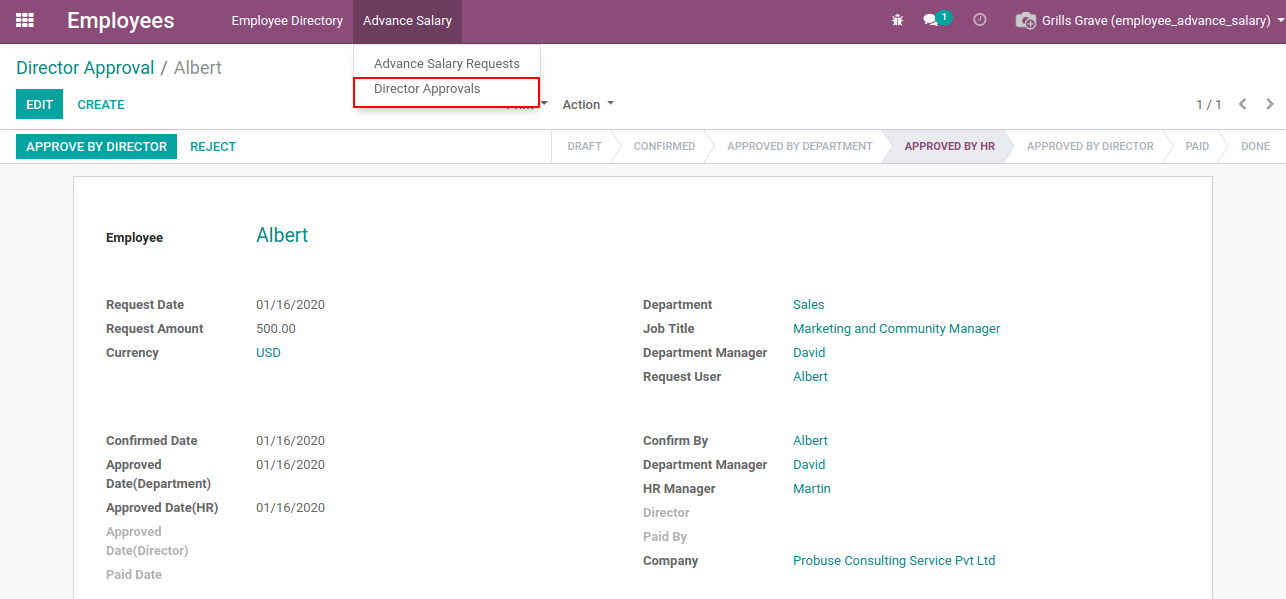 Employees
Employee Directory
Advance Salary
1
Grills Grave (employee_advance_salary)
Advance Salary Requests
Director Approvals
Director Approval / Albert
EDIT
CREATE
Action
1 / 1
APPROVE BY DIRECTOR
REJECT
DRAFT
CONFIRMED
APPROVED BY DEPARTMENT
APPROVED BY HR
APPROVED BY DIRECTOR
PAID
DONE
Employee Albert
Request Date 01/16/2020
Request Amount 500.00
Currency USD
Department Sales
Job Title Marketing and Community Manager
Department Manager David
Request User Albert
Confirmed Date 01/16/2020
Approved 01/16/2020
Date(Department)
Approved Date(HR) 01/16/2020
Approved
Date(Director)
Paid Date
Confirm By Albert
Department Manager David
HR Manager Martin
Director
Paid By
Company Probuse Consulting Service Pvt Ltd